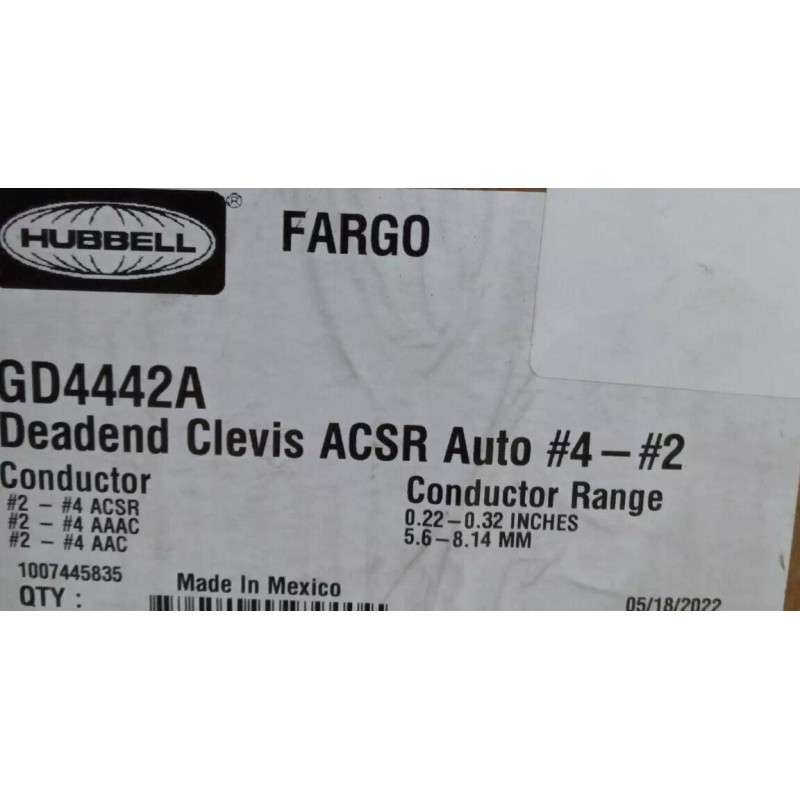 HUBBELL ® FARGO
GD4442A
Deadend Clevis ACSR Auto #4-#2
Conductor
#2 - #4 ACSR
#2 - #4 AAAC
#2 - #4 AAC
Conductor Range
0.22-0.32 INCHES
5.6-8.14 MM
1007445835
Made In Mexico
QTY :
05/18/2022